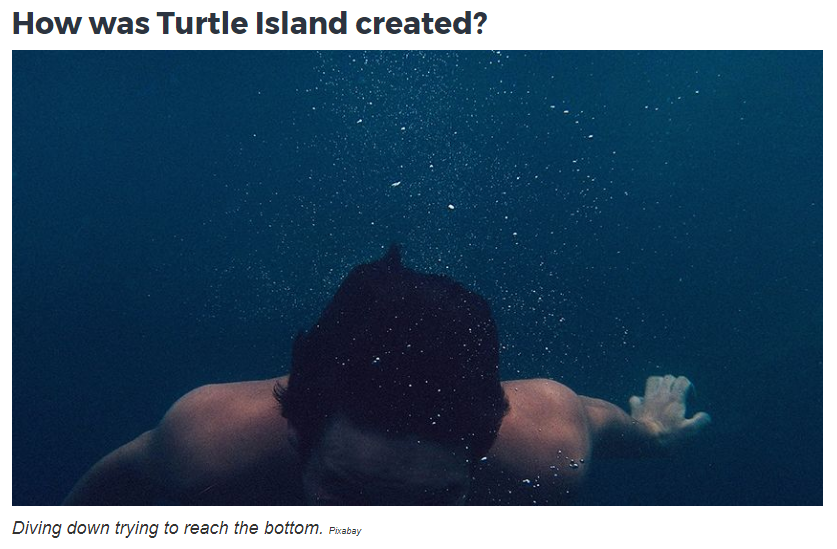 How was Turtle Island created?
Diving down trying to reach the bottom. Pixabay